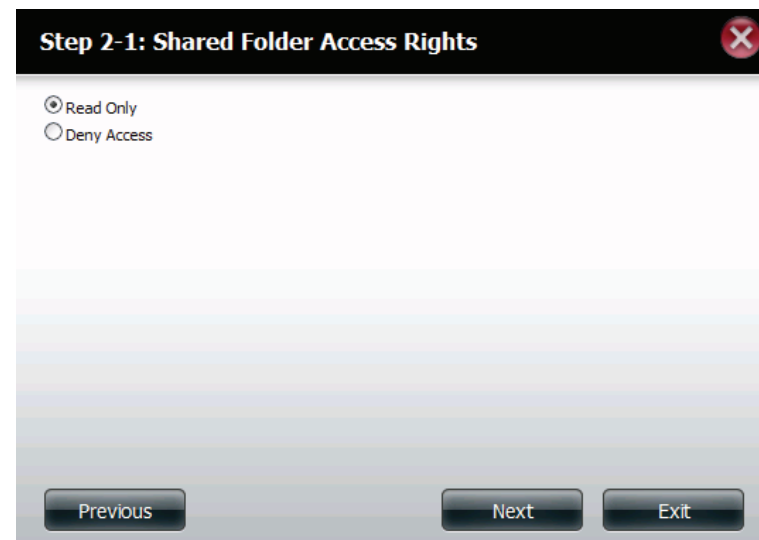 Step 2-1: Shared Folder Access Rights
Read Only
Deny Access
Previous Next Exit